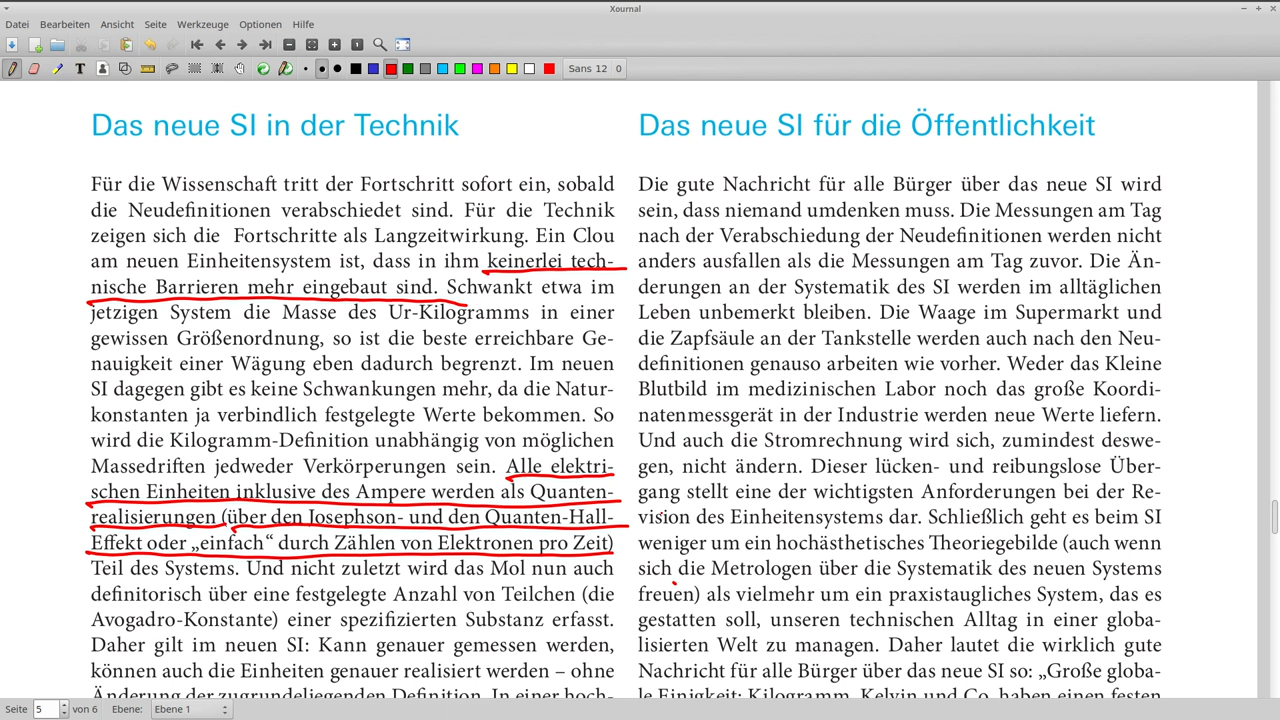 Xournal
Datei Bearbeiten Ansicht Seite Werkzeuge Optionen Hilfe
T Sans 12 0
Das neue SI in der Technik
Für die Wissenschaft tritt der Fortschritt sofort ein, sobald
die Neudefinitionen verabschiedet sind. Für die Technik
zeigen sich die Fortschritte als Langzeitwirkung. Ein Clou
am neuen Einheitensystem ist, dass in ihm keinerlei tech-
nische Barrieren mehr eingebaut sind. Schwankt etwa im
jetzigen System die Masse des Ur-Kilogramms in einer
gewissen Größenordnung, so ist die beste erreichbare Ge-
nauigkeit einer Wägung eben dadurch begrenzt. Im neuen
SI dagegen gibt es keine Schwankungen mehr, da die Natur-
konstanten ja verbindlich festgelegte Werte bekommen. So
wird die Kilogramm-Definition unabhängig von möglichen
Massedriften jedweder Verkörperungen sein. Alle elektri-
schen Einheiten inklusive des Ampere werden als Quanten-
realisierungen (über den Josephson- und den Quanten-Hall-
Effekt oder „einfach“ durch Zählen von Elektronen pro Zeit)
Teil des Systems. Und nicht zuletzt wird das Mol nun auch
definitorisch über eine festgelegte Anzahl von Teilchen (die
Avogadro-Konstante) einer spezifizierten Substanz erfasst.
Daher gilt im neuen SI: Kann genauer gemessen werden,
können auch die Einheiten genauer realisiert werden – ohne
Änderung der zugrundeliegenden Definition. In einer hoch-
Das neue SI für die Öffentlichkeit
Die gute Nachricht für alle Bürger über das neue SI wird
sein, dass niemand umdenken muss. Die Messungen am Tag
nach der Verabschiedung der Neudefinitionen werden nicht
anders ausfallen als die Messungen am Tag zuvor. Die Än-
derungen an der Systematik des SI werden im alltäglichen
Leben unbemerkt bleiben. Die Waage im Supermarkt und
die Zapfsäule an der Tankstelle werden auch nach den Neu-
definitionen genauso arbeiten wie vorher. Weder das Kleine
Blutbild im medizinischen Labor noch das große Koordi-
natenmessgerät in der Industrie werden neue Werte liefern.
Und auch die Stromrechnung wird sich, zumindest deswe-
gen, nicht ändern. Dieser lücken- und reibungslose Über-
gang stellt eine der wichtigsten Anforderungen bei der Re-
vision des Einheitensystems dar. Schließlich geht es beim SI
weniger um ein hochästhetisches Theoriegebilde (auch wenn
sich die Metrologen über die Systematik des neuen Systems
freuen) als vielmehr um ein praxistaugliches System, das es
gestatten soll, unseren technischen Alltag in einer globa-
lisierten Welt zu managen. Daher lautet die wirklich gute
Nachricht für alle Bürger über das neue SI so: „Große globa-
le Einigkeit: Kilogramm, Kelvin und Co. haben einen festen
Seite 5 von 6 Ebene: Ebene 1